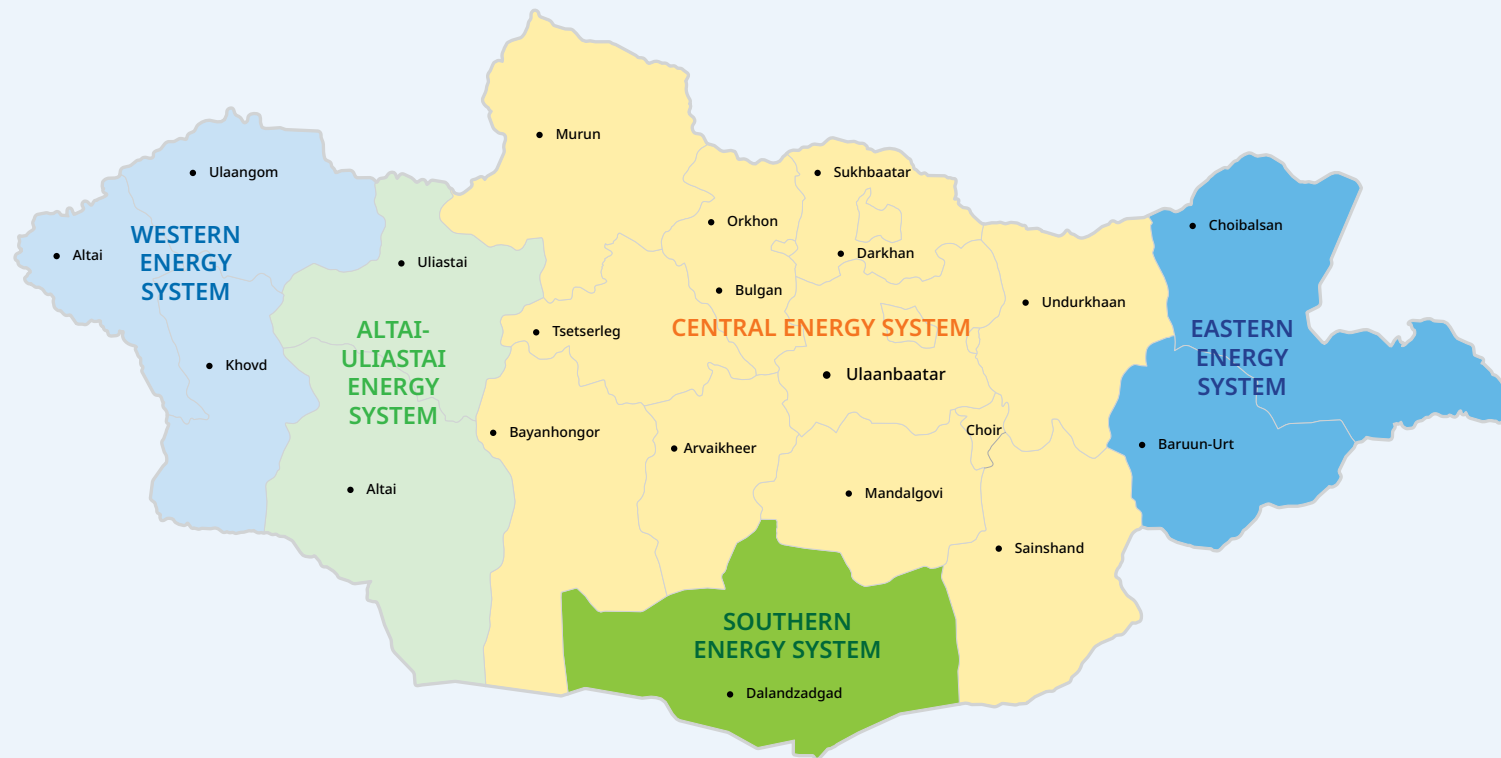 Murun
Ulaangom
Sukhbaatar
Orkhon
Choibalsan
WESTERN
ENERGY
SYSTEM
Altai
Darkhan
Uliastai
Bulgan
Undurkhaan
ALTAI-
ULIASTAI
ENERGY
SYSTEM
Tsetserleg
CENTRAL ENERGY SYSTEM
EASTERN
ENERGY
SYSTEM
Khovd
Ulaanbaatar
Bayanhongor
Arvaikheer
Choir
Baruun-Urt
Altai
Mandalgovi
Sainshand
SOUTHERN
ENERGY SYSTEM
Dalandzadgad